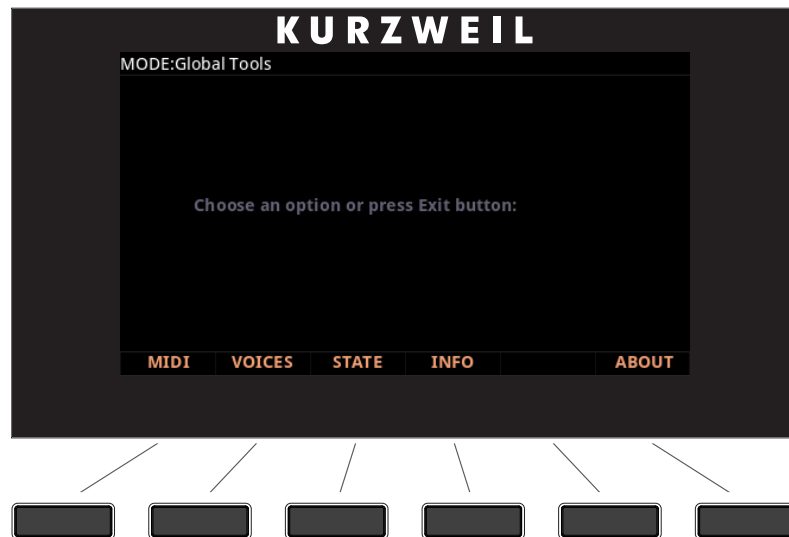 KURZWEIL
MODE:Global Tools
Choose an option or press Exit button:
MIDI VOICES STATE INFO ABOUT